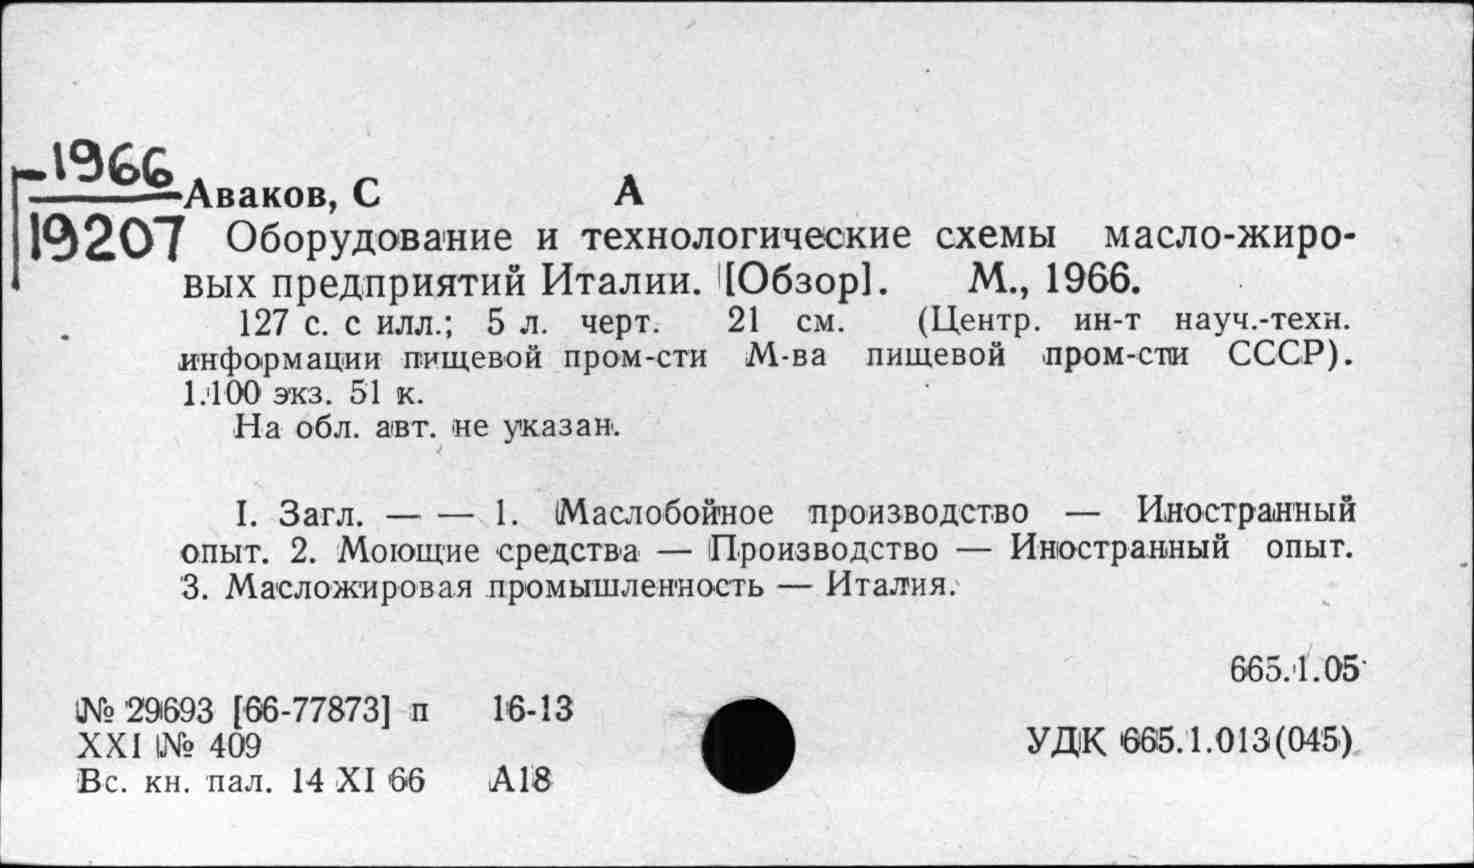 1966
Аваков, С А
19207
Оборудование и технологические схемы масло-жиро-
вых предприятий Италии. [Обзор]. М., 1966.
127 с. с илл.; 5 л. черт. 21 см. (Центр. ин-т науч.-техн.
информации пищевой пром-сти М-ва пищевой пром-сти СССР).
1.100 экз. 51 к.
На обл. авт. не указан.
I. Загл. — — 1. Маслобойное производство — Иностранный
опыт. 2. Моющие средства — Производство — Иностранный опыт.
3. Масложировая промышленность — Италия.
665.1.05
№ 29693 [66-77873] п 16-13
XXI № 409
УДК 665.1.013(045)
Вс. кн. пал. 14 XI 66 А18